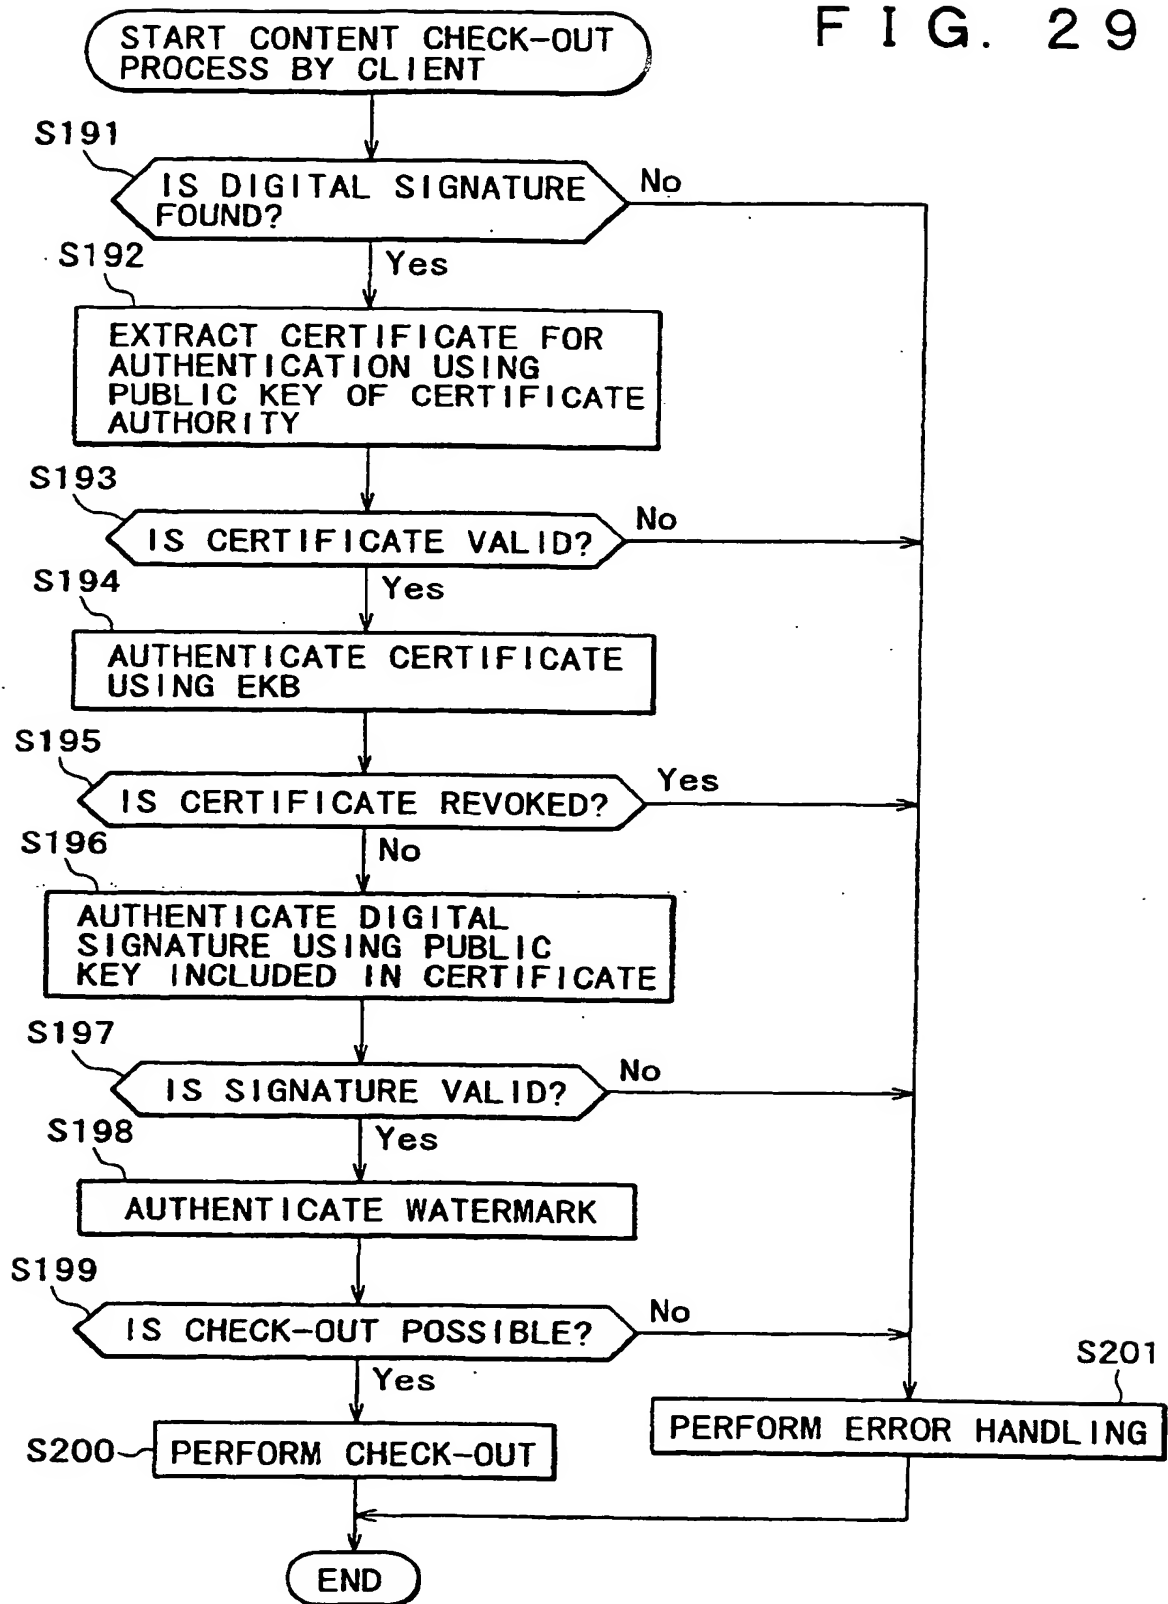 FIG. 29
START CONTENT CHECK-OUT
PROCESS BY CLIENT
S191
IS DIGITAL SIGNATURE
FOUND?
No
Yes
S192
EXTRACT CERTIFICATE FOR
AUTHENTICATION USING
PUBLIC KEY OF CERTIFICATE
AUTHORITY
S193
IS CERTIFICATE VALID?
No
Yes
S194
AUTHENTICATE CERTIFICATE
USING EKB
S195
IS CERTIFICATE REVOKED?
Yes
No
S196
AUTHENTICATE DIGITAL
SIGNATURE USING PUBLIC
KEY INCLUDED IN CERTIFICATE
S197
IS SIGNATURE VALID?
No
Yes
S198
AUTHENTICATE WATERMARK
S199
IS CHECK-OUT POSSIBLE?
No
Yes
S200
PERFORM CHECK-OUT
S201
PERFORM ERROR HANDLING
END